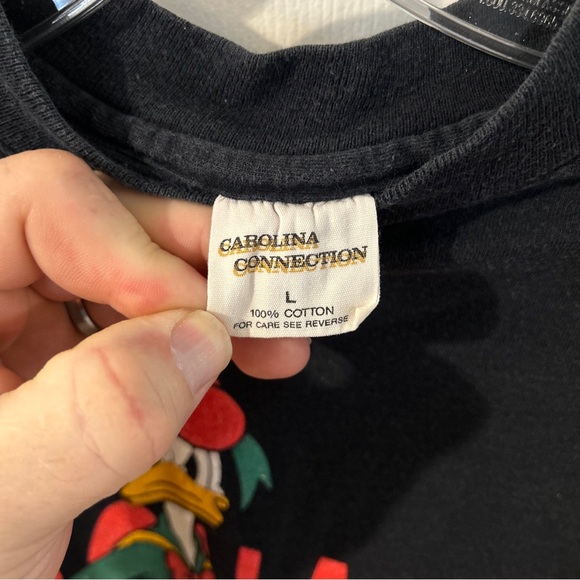 CAROLINA
CONNECTION
L
100% COTTON
FOR CARE SEE REVERSE